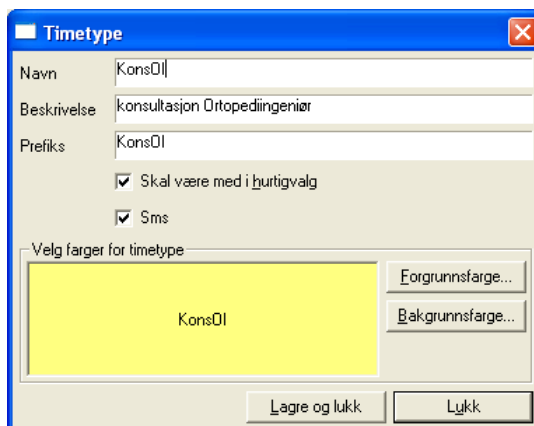 Timetype
Navn KonsOI
Beskrivelse konsultasjon Ortopediingeniør
Prefiks KonsOI
Skal være med i hurtigvalg
Sms
Velg farger for timetype
KonsOI
Forgrunnsfarge...
Bakgrunnsfarge...
Lagre og lukk Lukk